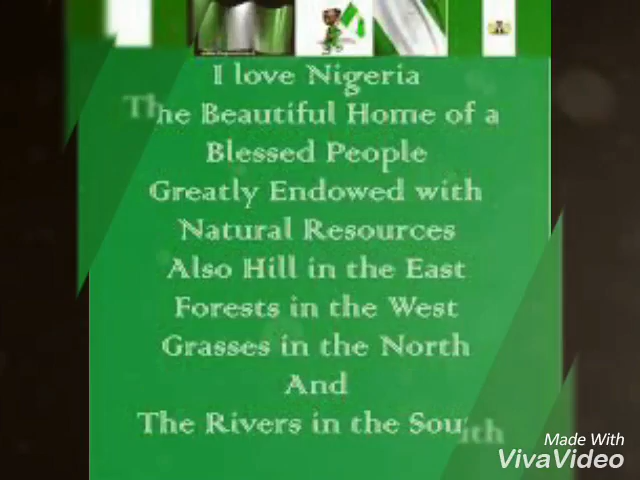 I love Nigeria
The Beautiful Home of a
Blessed People
Greatly Endowed with
Natural Resources
Also Hill in the East
Forests in the West
Grasses in the North
And
The Rivers in the South
Made With
VivaVideo